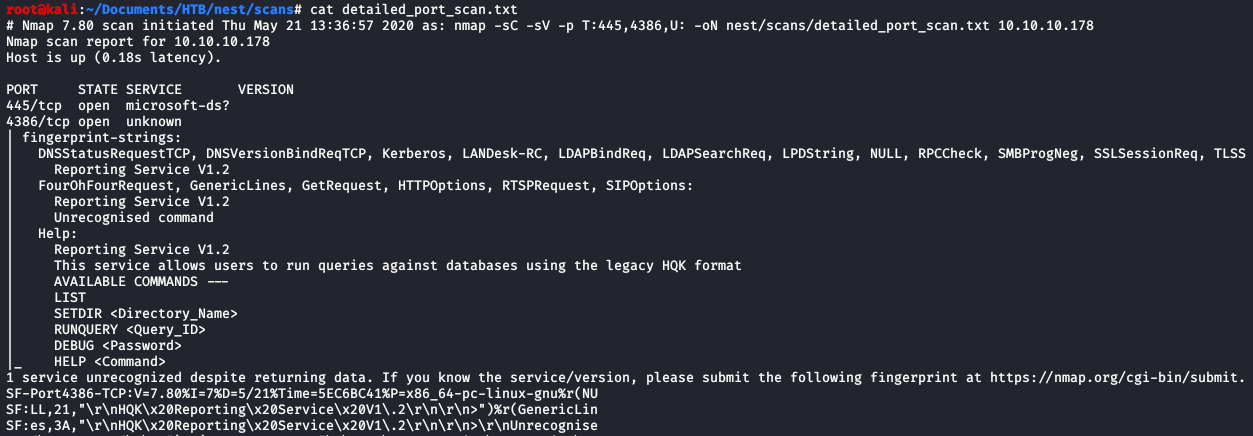 root@kali:~/Documents/HTB/nest/scans# cat detailed_port_scan.txt
# Nmap 7.80 scan initiated Thu May 21 13:36:57 2020 as: nmap -sC -sV -p T:445,4386,U: -oN nest/scans/detailed_port_scan.txt 10.10.10.178
Nmap scan report for 10.10.10.178
Host is up (0.18s latency).
PORT     STATE SERVICE       VERSION
445/tcp  open  microsoft-ds?
4386/tcp open  unknown
| fingerprint-strings:
|   DNSStatusRequestTCP, DNSVersionBindReqTCP, Kerberos, LANDesk-RC, LDAPBindReq, LDAPSearchReq, LPDString, NULL, RPCCheck, SMBProgNeg, SSLSessionReq, TLSS
|     Reporting Service V1.2
|   FourOhFourRequest, GenericLines, GetRequest, HTTPOptions, RTSPRequest, SIPOptions:
|     Reporting Service V1.2
|     Unrecognised command
|   Help:
|     Reporting Service V1.2
|     This service allows users to run queries against databases using the legacy HQK format
|     AVAILABLE COMMANDS ---
|     LIST
|     SETDIR <Directory_Name>
|     RUNQUERY <Query_ID>
|     DEBUG <Password>
|_    HELP <Command>
1 service unrecognized despite returning data. If you know the service/version, please submit the following fingerprint at https://nmap.org/cgi-bin/submit.
SF-Port4386-TCP:V=7.80%I=7%D=5/21%Time=5EC6BC41%P=x86_64-pc-linux-gnu%r(NU
SF:LL,21,"\r\nHQK\x20Reporting\x20Service\x20V1\.2\r\n\r\n>")%r(GenericLin
SF:es,3A,"\r\nHQK\x20Reporting\x20Service\x20V1\.2\r\n\r\n>\r\nUnrecognise